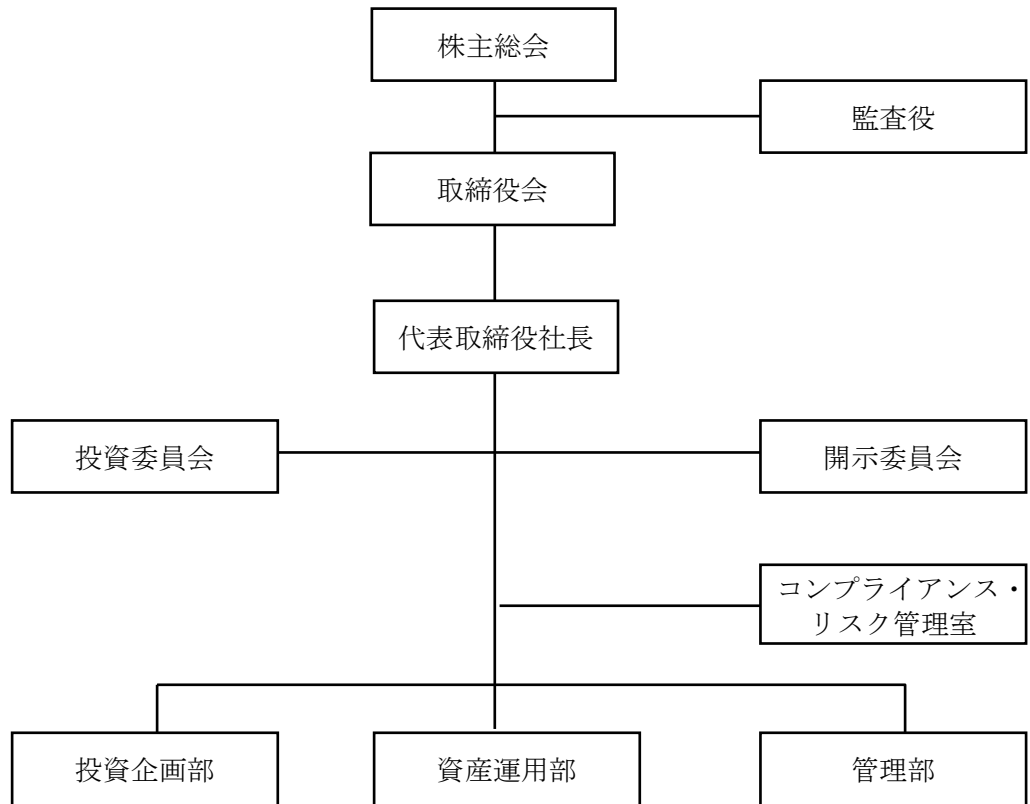 株主総会
監査役
取締役会
代表取締役社長
投資委員会
開示委員会
コンプライアンス・
リスク管理室
投資企画部
資産運用部
管理部